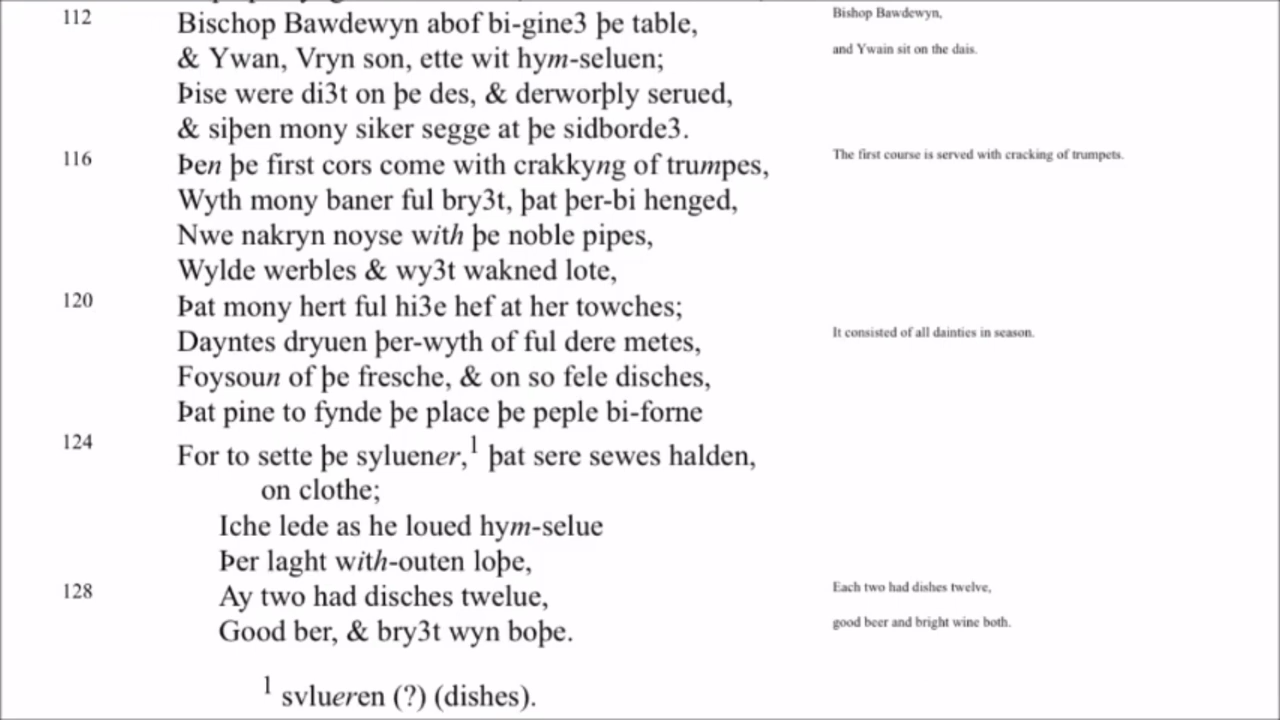 112 Bischop Bawdewyn abof bi-gine3 þe table, Bishop Bawdewyn,
& Ywan, Vryn son, ette wit hym-seluen; and Ywain sit on the dais.
Þise were di3t on þe des, & derworþly serued,
& siþen mony siker segge at þe sidborde3.
116 Þen þe first cors come with crakkyng of trumpes, The first course is served with cracking of trumpets.
Wyth mony baner ful bry3t, þat þer-bi henged,
Nwe nakryn noyse with þe noble pipes,
Wylde werbles & wy3t wakned lote,
120 Þat mony hert ful hi3e hef at her towches;
Dayntes dryuen þer-wyth of ful dere metes, It consisted of all dainties in season.
Foysoun of þe fresche, & on so fele disches,
Þat pine to fynde þe place þe peple bi-forne
124 For to sette þe syluener,1 þat sere sewes halden,
on clothe;
Iche lede as he loued hym-selue
Þer laght with-outen loþe,
128 Ay two had disches twelue, Each two had dishes twelve,
Good ber, & bry3t wyn boþe. good beer and bright wine both.
1 svlueren (?) (dishes).